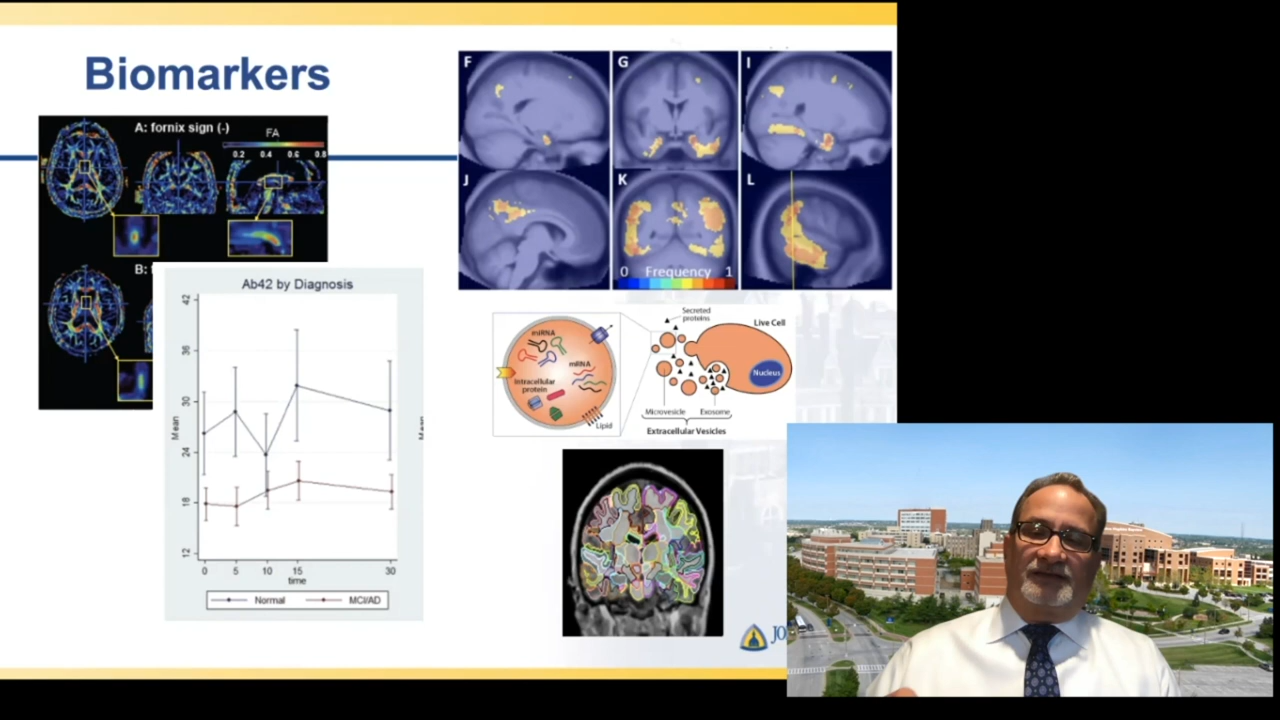 Biomarkers
A: fornix sign (-)
FA
0.2 0.4 0.6 0.8
B:
Ab42 by Diagnosis
42
36
30
24
18
12
Mean
0 5 10 15 30
time
Normal MCI/AD
F G I
J K L
0 Frequency 1
miRNA
mRNA
Intracellular
protein
Lipid
Secreted
proteins
Live Cell
Nucleus
Microvesicle Exosome
Extracellular Vesicles
JO